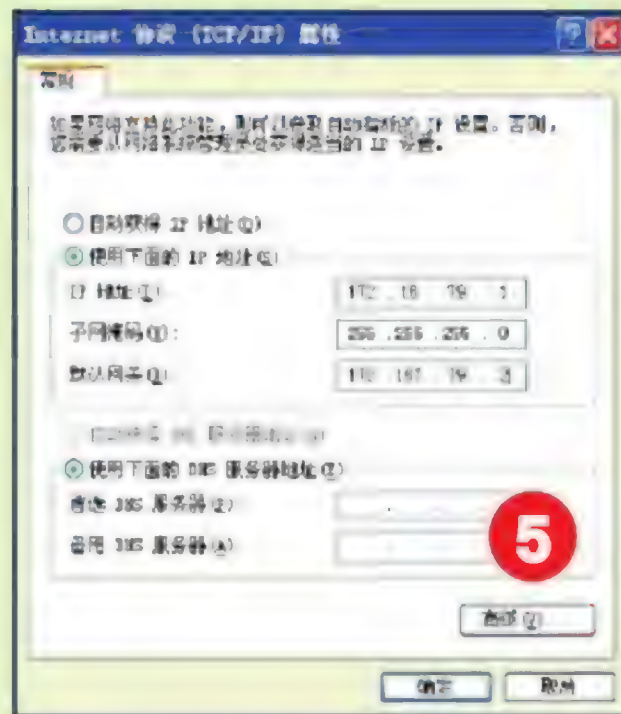 Internet 协议 (TCP/IP) 属性
常规
如果网络支持此功能，则可以获取自动指派的 IP 设置。否则，
您需要从网络系统管理员处获得适当的 IP 设置。
自动获得 IP 地址(O)
使用下面的 IP 地址(S)
IP 地址(I):
子网掩码(U):
255 .255 .255 . 0
默认网关(D):
使用下面的 DNS 服务器地址(E)
首选 DNS 服务器(P)
备用 DNS 服务器(A)
5
高级(V)
确定
取消